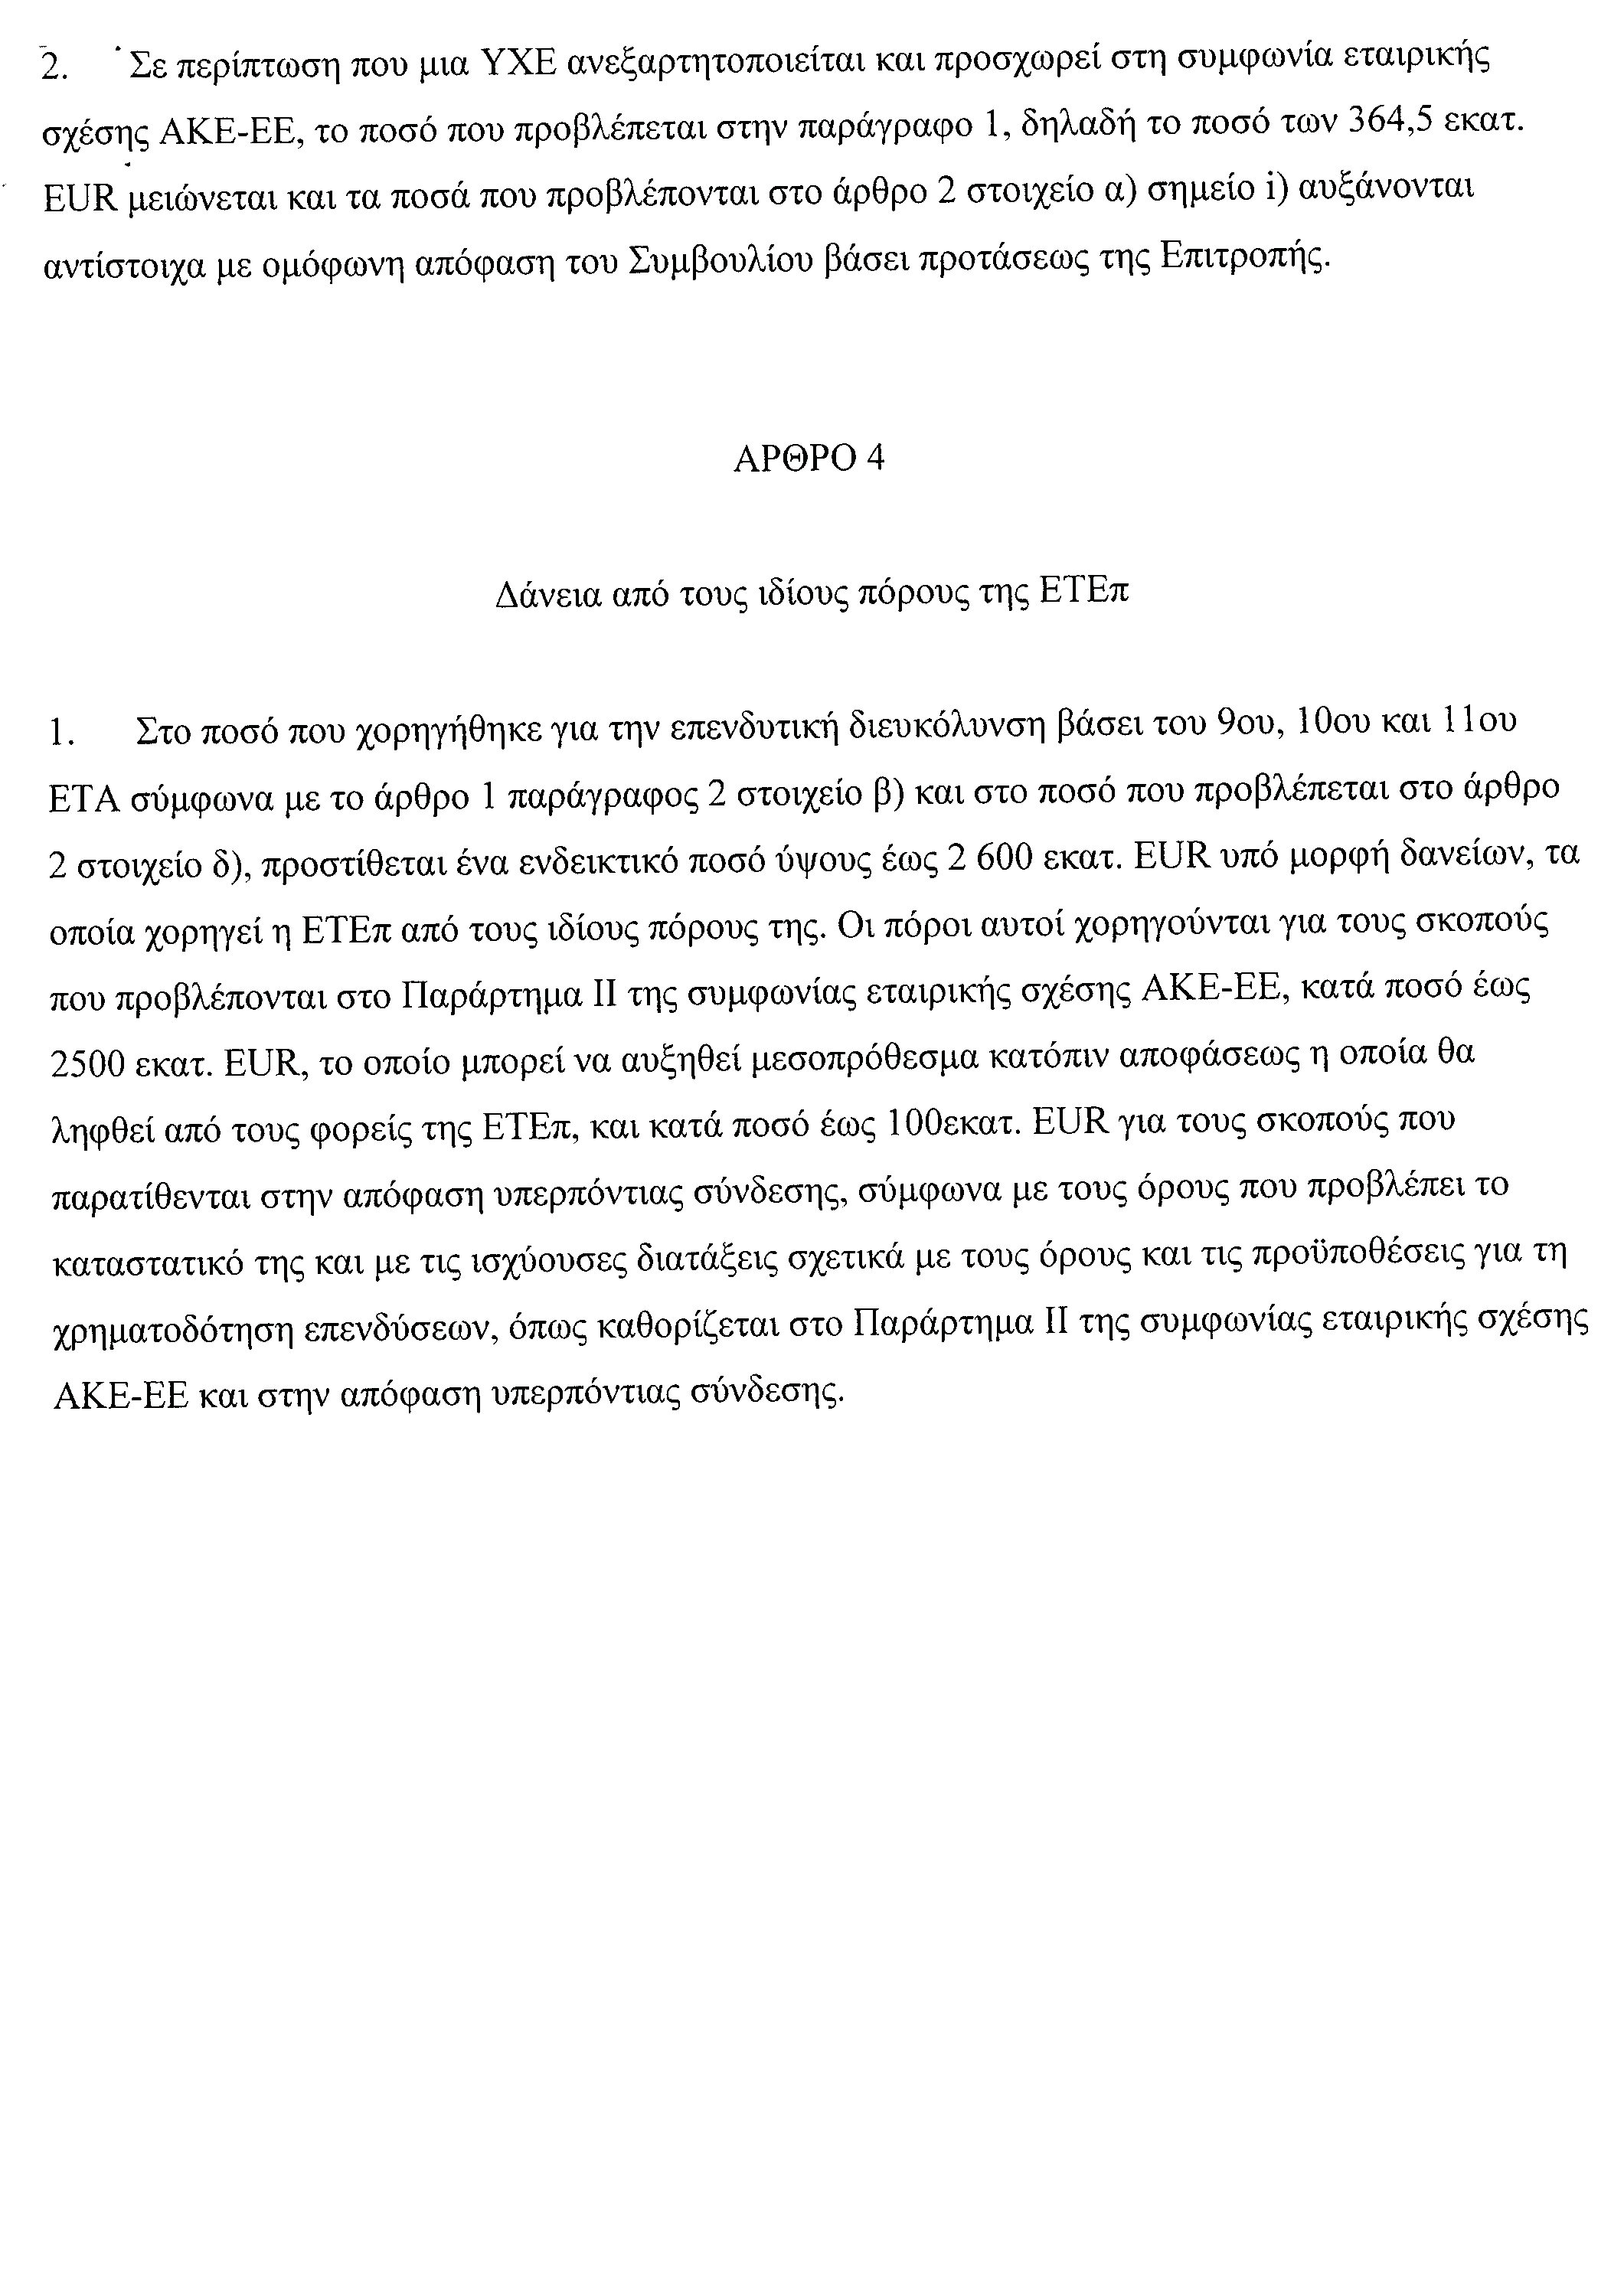 2. Σε περίπτωση που μια ΥΧΕ ανεξαρτητοποιείται και προσχωρεί στη συμφωνία εταιρικής
σχέσης ΑΚΕ-ΕΕ, το ποσό που προβλέπεται στην παράγραφο 1, δηλαδή το ποσό των 364,5 εκατ.
EUR μειώνεται και τα ποσά που προβλέπονται στο άρθρο 2 στοιχείο α) σημείο i) αυξάνονται
αντίστοιχα με ομόφωνη απόφαση του Συμβουλίου βάσει προτάσεως της Επιτροπής.
ΑΡΘΡΟ 4
Δάνεια από τους ιδίους πόρους της ΕΤΕπ
1. Στο ποσό που χορηγήθηκε για την επενδυτική διευκόλυνση βάσει του 9ου, 10ου και 11ου
ΕΤΑ σύμφωνα με το άρθρο 1 παράγραφος 2 στοιχείο β) και στο ποσό που προβλέπεται στο άρθρο
2 στοιχείο δ), προστίθεται ένα ενδεικτικό ποσό ύψους έως 2 600 εκατ. EUR υπό μορφή δανείων, τα
οποία χορηγεί η ΕΤΕπ από τους ιδίους πόρους της. Οι πόροι αυτοί χορηγούνται για τους σκοπούς
που προβλέπονται στο Παράρτημα ΙΙ της συμφωνίας εταιρικής σχέσης ΑΚΕ-ΕΕ, κατά ποσό έως
2500 εκατ. EUR, το οποίο μπορεί να αυξηθεί μεσοπρόθεσμα κατόπιν αποφάσεως η οποία θα
ληφθεί από τους φορείς της ΕΤΕπ, και κατά ποσό έως 100εκατ. EUR για τους σκοπούς που
παρατίθενται στην απόφαση υπερπόντιας σύνδεσης, σύμφωνα με τους όρους που προβλέπει το
καταστατικό της και με τις ισχύουσες διατάξεις σχετικά με τους όρους και τις προϋποθέσεις για τη
χρηματοδότηση επενδύσεων, όπως καθορίζεται στο Παράρτημα ΙΙ της συμφωνίας εταιρικής σχέσης
ΑΚΕ-ΕΕ και στην απόφαση υπερπόντιας σύνδεσης.